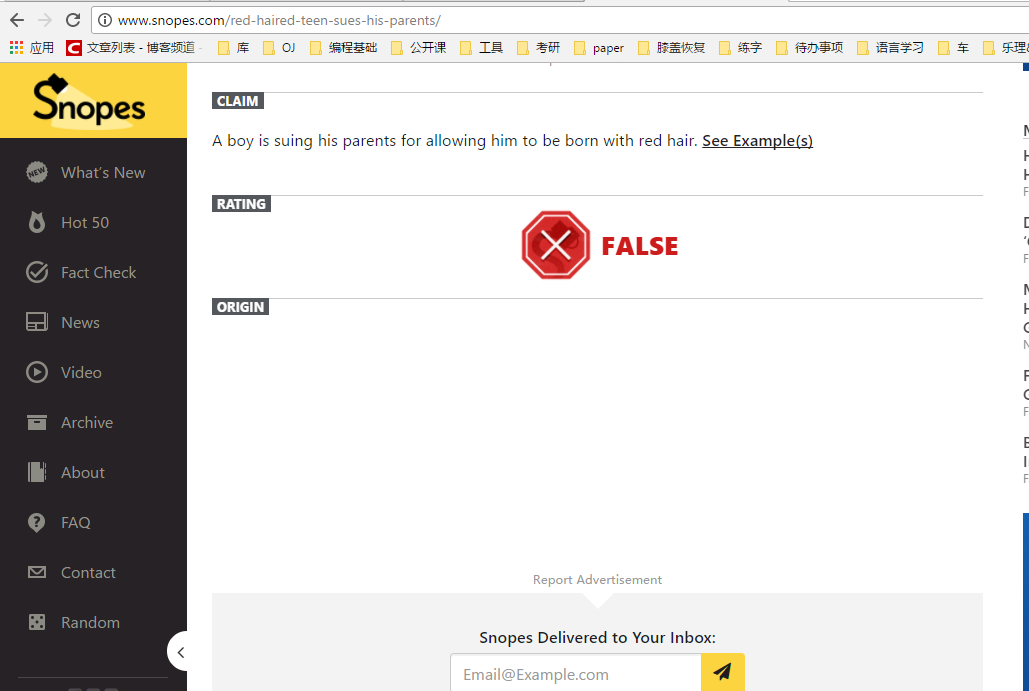 www.snopes.com/red-haired-teen-sues-his-parents/
应用 文章列表 - 博客频道 库 OJ 编程基础 公开课 工具 考研 paper 膝盖恢复 练字 待办事项 语言学习 车
Snopes
What's New
NEW
Hot 50
Fact Check
News
Video
Archive
About
FAQ
Contact
Random
CLAIM
A boy is suing his parents for allowing him to be born with red hair. See Example(s)
RATING
FALSE
ORIGIN
Report Advertisement
Snopes Delivered to Your Inbox:
Email@Example.com